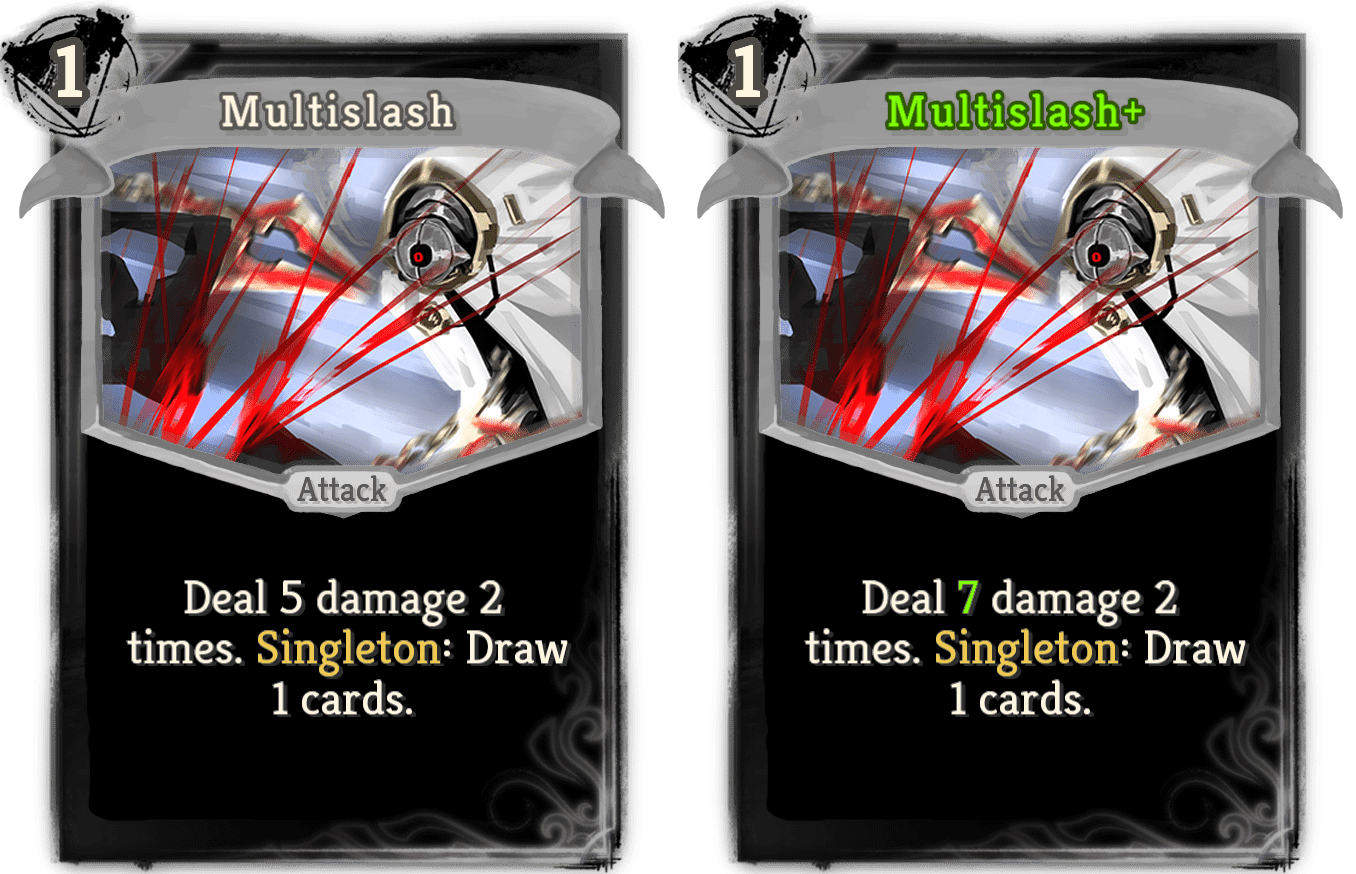 1
Multislash
Attack
Deal 5 damage 2
times. Singleton: Draw
1 cards.
1
Multislash+
Attack
Deal 7 damage 2
times. Singleton: Draw
1 cards.